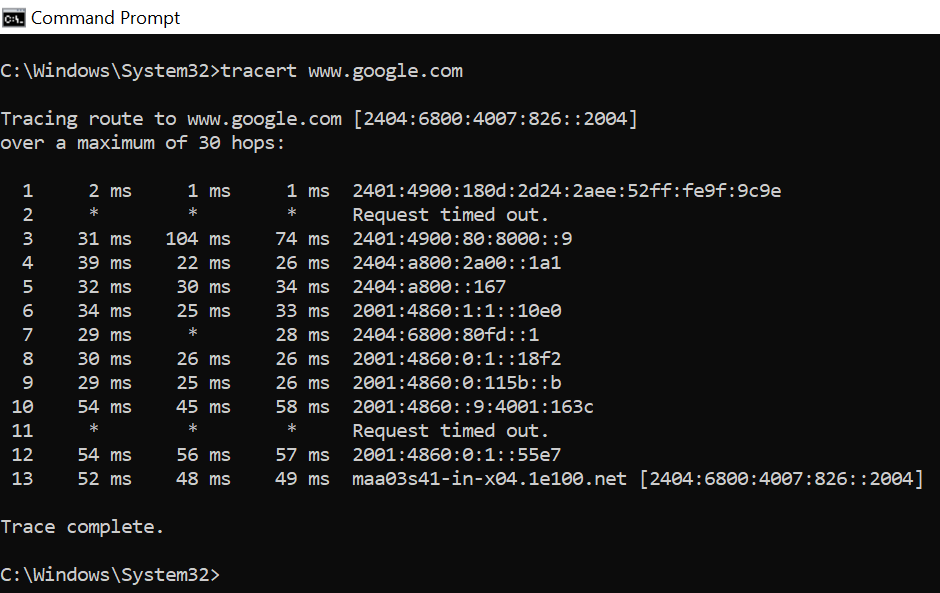 Command Prompt
C:\Windows\System32>tracert www.google.com
Tracing route to www.google.com [2404:6800:4007:826::2004]
over a maximum of 30 hops:
1 2 ms 1 ms 1 ms 2401:4900:180d:2d24:2aee:52ff:fe9f:9c9e
2 * * * Request timed out.
3 31 ms 104 ms 74 ms 2401:4900:80:8000::9
4 39 ms 22 ms 26 ms 2404:a800:2a00::1a1
5 32 ms 30 ms 34 ms 2404:a800::167
6 34 ms 25 ms 33 ms 2001:4860:1:1::10e0
7 29 ms * 28 ms 2404:6800:80fd::1
8 30 ms 26 ms 26 ms 2001:4860:0:1::18f2
9 29 ms 25 ms 26 ms 2001:4860:0:115b::b
10 54 ms 45 ms 58 ms 2001:4860::9:4001:163c
11 * * * Request timed out.
12 54 ms 56 ms 57 ms 2001:4860:0:1::55e7
13 52 ms 48 ms 49 ms maa03s41-in-x04.1e100.net [2404:6800:4007:826::2004]
Trace complete.
C:\Windows\System32>